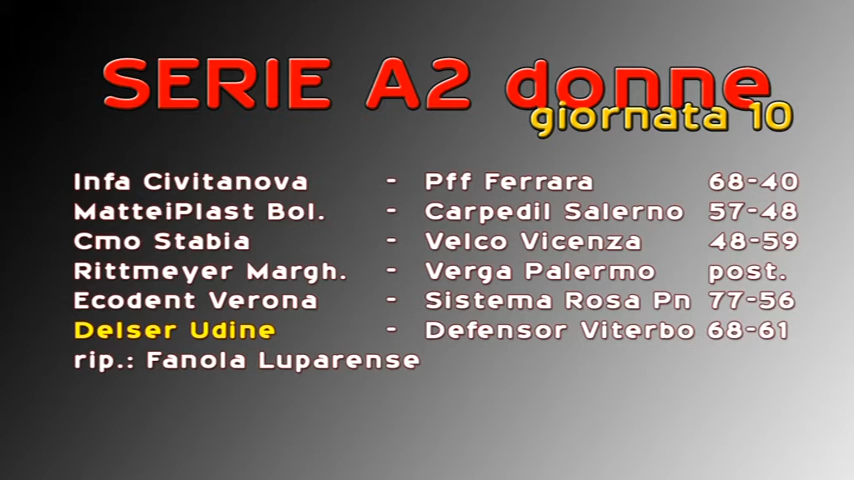 SERIE A2 donne
giornata 10
Infa Civitanova - Pff Ferrara 68-40
MatteiPlast Bol. - Carpedil Salerno 57-48
Cmo Stabia - Velco Vicenza 48-59
Rittmeyer Margh. - Verga Palermo post.
Ecodent Verona - Sistema Rosa Pn 77-56
Delser Udine - Defensor Viterbo 68-61
rip.: Fanola Luparense